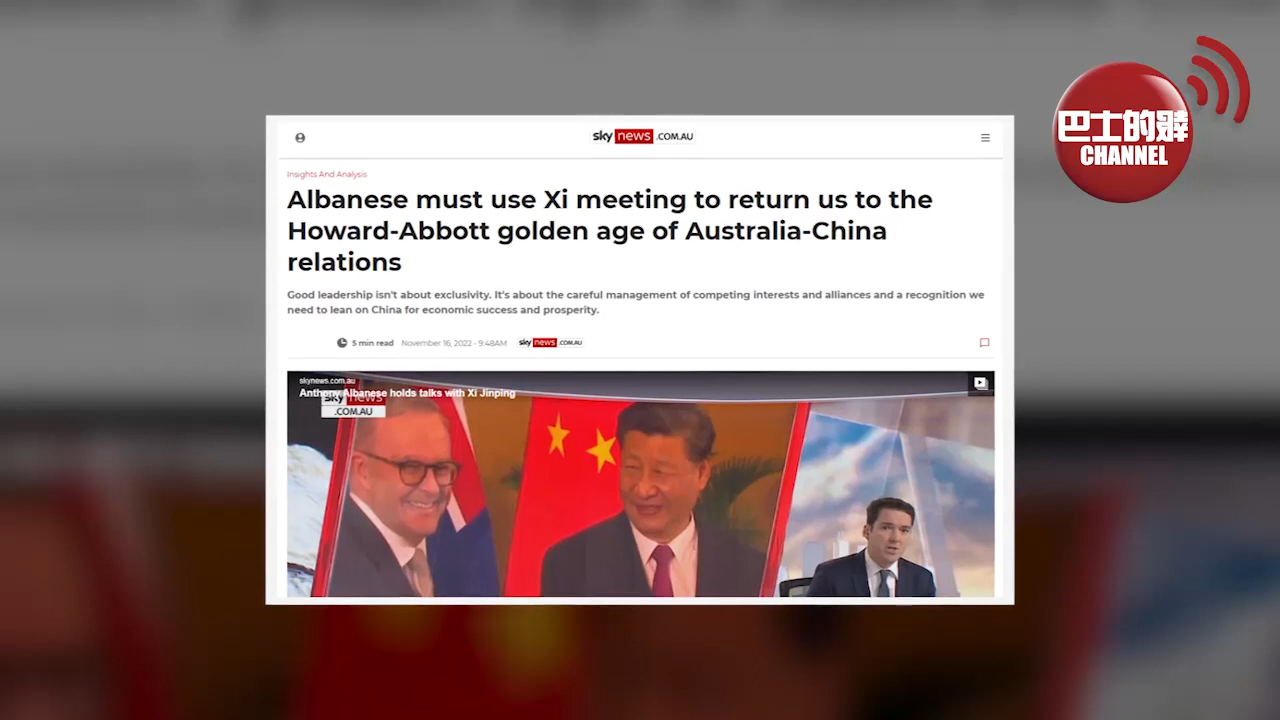 巴士的報
CHANNEL
sky news .COM.AU
Insights And Analysis
Albanese must use Xi meeting to return us to the
Howard-Abbott golden age of Australia-China
relations
Good leadership isn't about exclusivity. It's about the careful management of competing interests and alliances and a recognition we
need to lean on China for economic success and prosperity.
5 min read November 16, 2022 - 9:48AM sky news .COM.AU
skynews.com.au
Anthony Albanese holds talks with Xi Jinping
sky news
.COM.AU